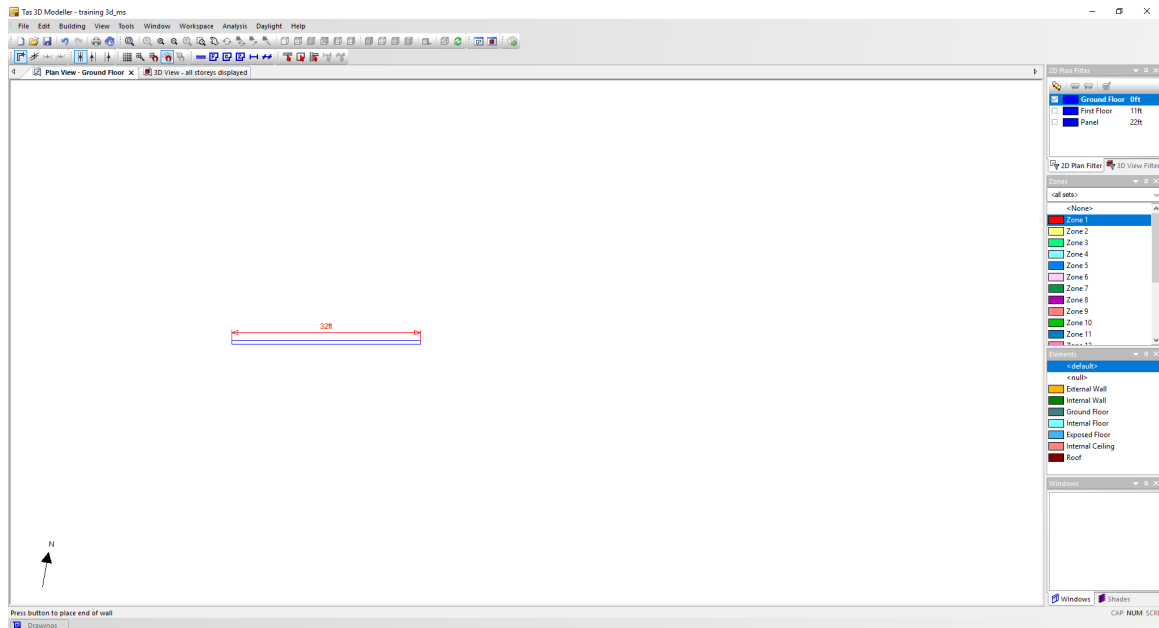 Tas 3D Modeller - training 3d_ms
File Edit Building View Tools Window Workspace Analysis Daylight Help
Plan View - Ground Floor
3D View - all storeys displayed
2D Plan Filter
Ground Floor 0ft
First Floor 11ft
Panel 22ft
2D Plan Filter 3D View Filter
Zones
<all sets>
<None>
Zone 1
Zone 2
Zone 3
Zone 4
Zone 5
Zone 6
Zone 7
Zone 8
Zone 9
Zone 10
Zone 11
32ft
Elements
<default>
<null>
External Wall
Internal Wall
Ground Floor
Internal Floor
Exposed Floor
Internal Ceiling
Roof
Windows
N
Windows Shades
Press button to place end of wall
CAP NUM SCRL
Drawings